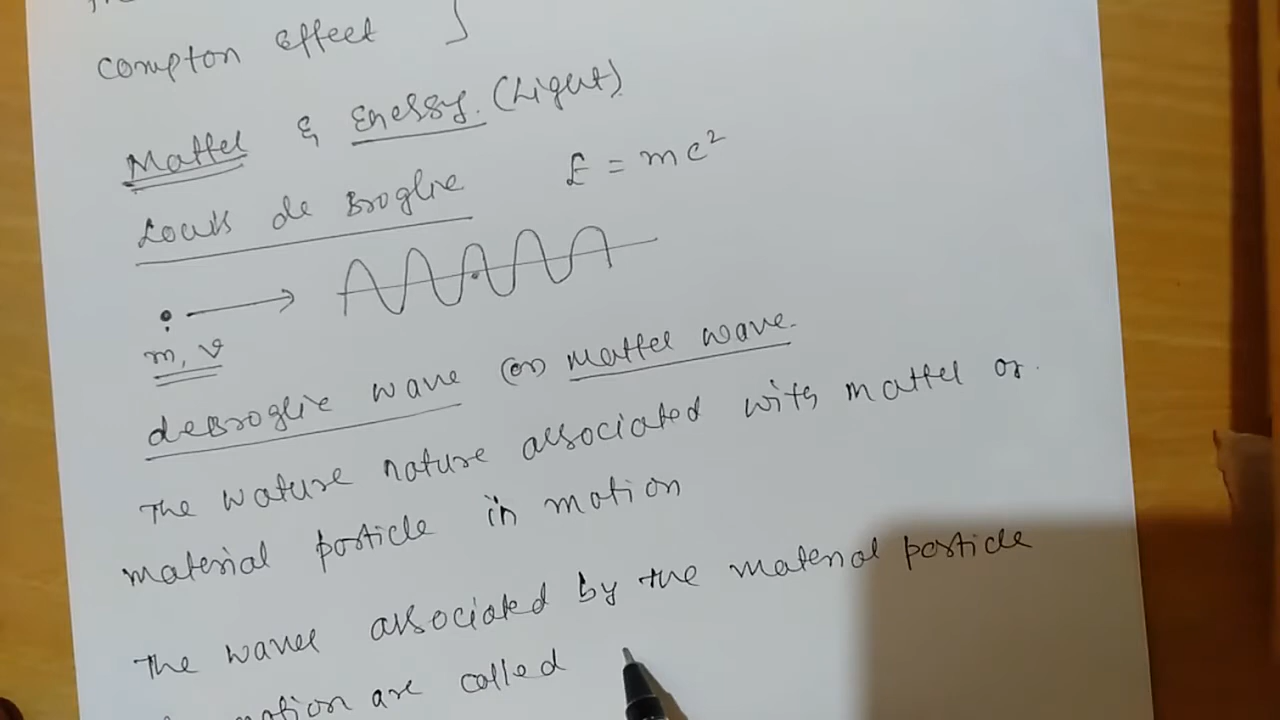 Compton effect }
Matter & Energy. (Light)
Louis de Broglie E = mc²
m, v
deBroglie wave (or) Matter wave.
The wature nature associated with matter or
material particle in motion
The waves associated by the material particle
motion are called